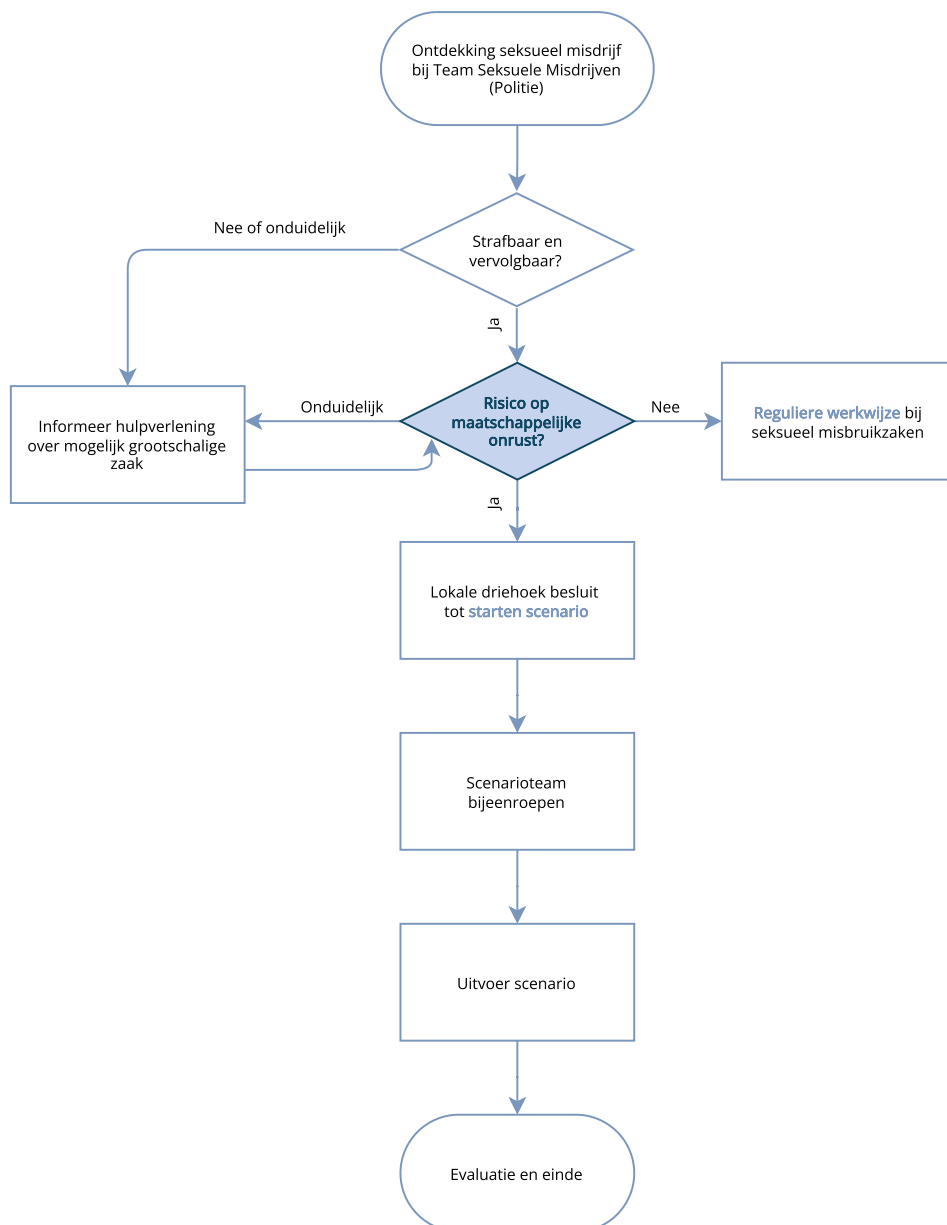 Ontdekking seksueel misdrijf
bij Team Seksuele Misdrijven
(Politie)
Nee of onduidelijk
Strafbaar en
vervolgbaar?
Ja
Informeer hulpverlening
over mogelijk grootschalige
zaak
Onduidelijk
Risico op
maatschappelijke
onrust?
Nee
Reguliere werkwijze bij
seksueel misbruikzaken
Ja
Lokale driehoek besluit
tot starten scenario
Scenarioteam
bijeenroepen
Uitvoer scenario
Evaluatie en einde